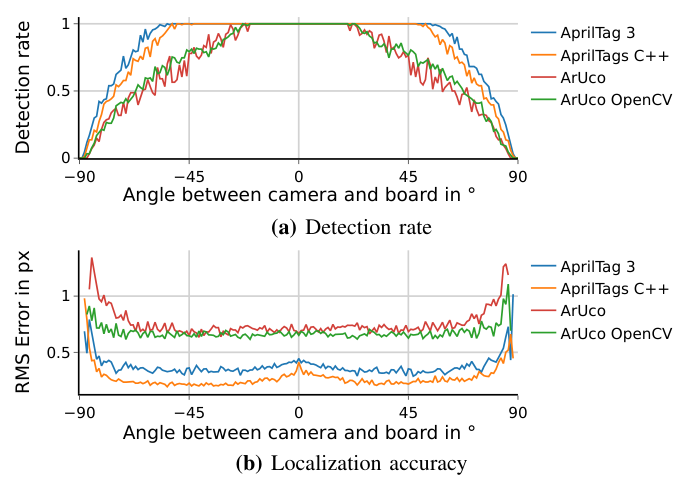 Detection rate
1
0.5
0
−90
−45
0
45
90
Angle between camera and board in °
AprilTag 3
AprilTags C++
ArUco
ArUco OpenCV
(a) Detection rate
RMS Error in px
1
0.5
−90
−45
0
45
90
Angle between camera and board in °
AprilTag 3
AprilTags C++
ArUco
ArUco OpenCV
(b) Localization accuracy